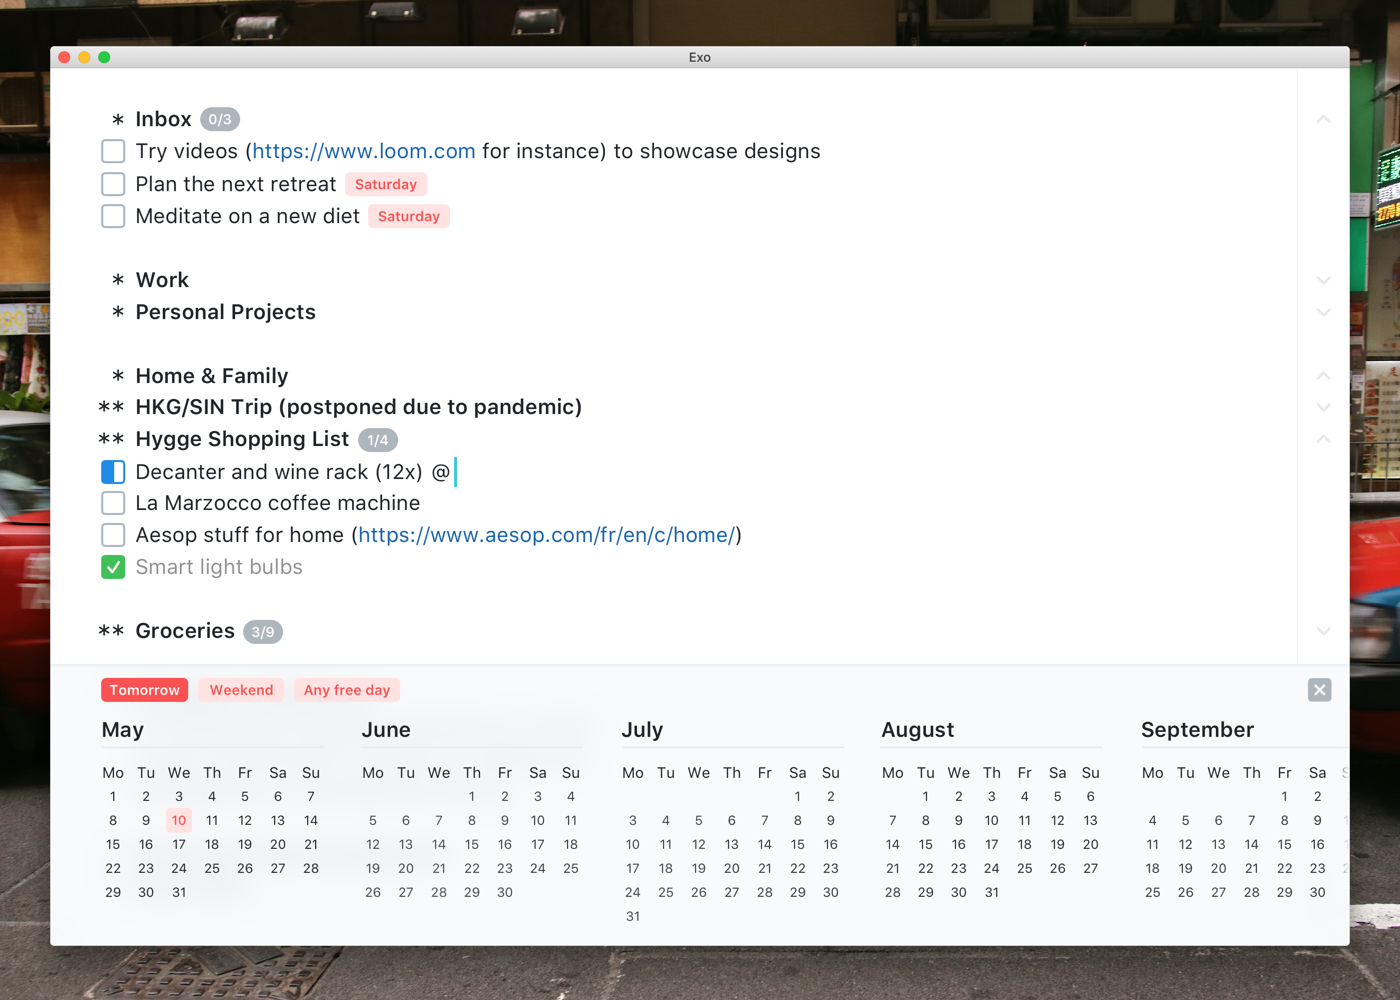 Exo
* Inbox 0/3
Try videos (https://www.loom.com for instance) to showcase designs
Plan the next retreat Saturday
Meditate on a new diet Saturday
* Work
* Personal Projects
* Home & Family
** HKG/SIN Trip (postponed due to pandemic)
** Hygge Shopping List 1/4
Decanter and wine rack (12x) @
La Marzocco coffee machine
Aesop stuff for home (https://www.aesop.com/fr/en/c/home/)
Smart light bulbs
** Groceries 3/9
Tomorrow Weekend Any free day
May
Mo Tu We Th Fr Sa Su
1 2 3 4 5 6 7
8 9 10 11 12 13 14
15 16 17 18 19 20 21
22 23 24 25 26 27 28
29 30 31
June
Mo Tu We Th Fr Sa Su
1 2 3 4
5 6 7 8 9 10 11
12 13 14 15 16 17 18
19 20 21 22 23 24 25
26 27 28 29 30
July
Mo Tu We Th Fr Sa Su
1 2
3 4 5 6 7 8 9
10 11 12 13 14 15 16
17 18 19 20 21 22 23
24 25 26 27 28 29 30
31
August
Mo Tu We Th Fr Sa Su
1 2 3 4 5 6
7 8 9 10 11 12 13
14 15 16 17 18 19 20
21 22 23 24 25 26 27
28 29 30 31
September
Mo Tu We Th Fr Sa
1 2
4 5 6 7 8 9
11 12 13 14 15 16
18 19 20 21 22 23
25 26 27 28 29 30